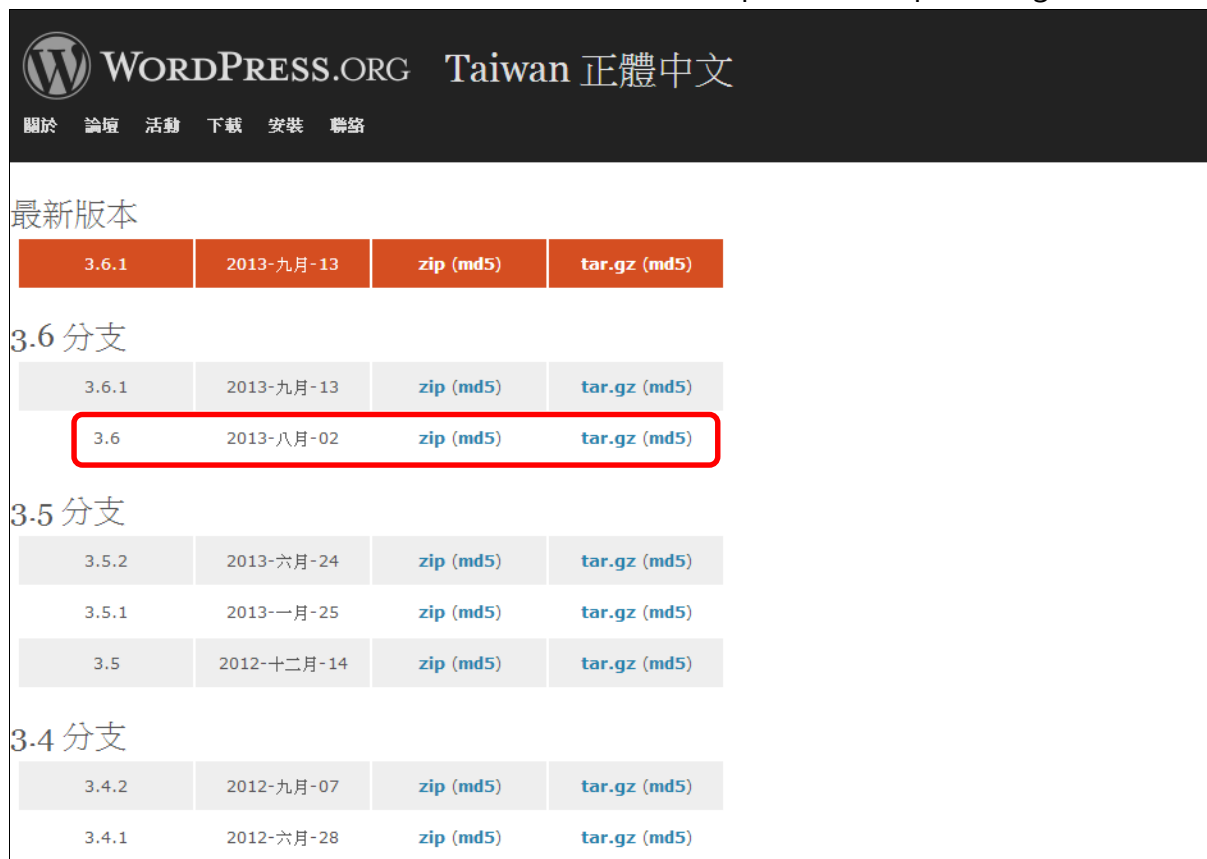 WORDPRESS.ORG Taiwan 正體中文
關於 論壇 活動 下載 安裝 聯絡
最新版本
3.6.1 2013-九月-13 zip (md5) tar.gz (md5)
3.6 分支
3.6.1 2013-九月-13 zip (md5) tar.gz (md5)
3.6 2013-八月-02 zip (md5) tar.gz (md5)
3.5 分支
3.5.2 2013-六月-24 zip (md5) tar.gz (md5)
3.5.1 2013-一月-25 zip (md5) tar.gz (md5)
3.5 2012-十二月-14 zip (md5) tar.gz (md5)
3.4 分支
3.4.2 2012-九月-07 zip (md5) tar.gz (md5)
3.4.1 2012-六月-28 zip (md5) tar.gz (md5)